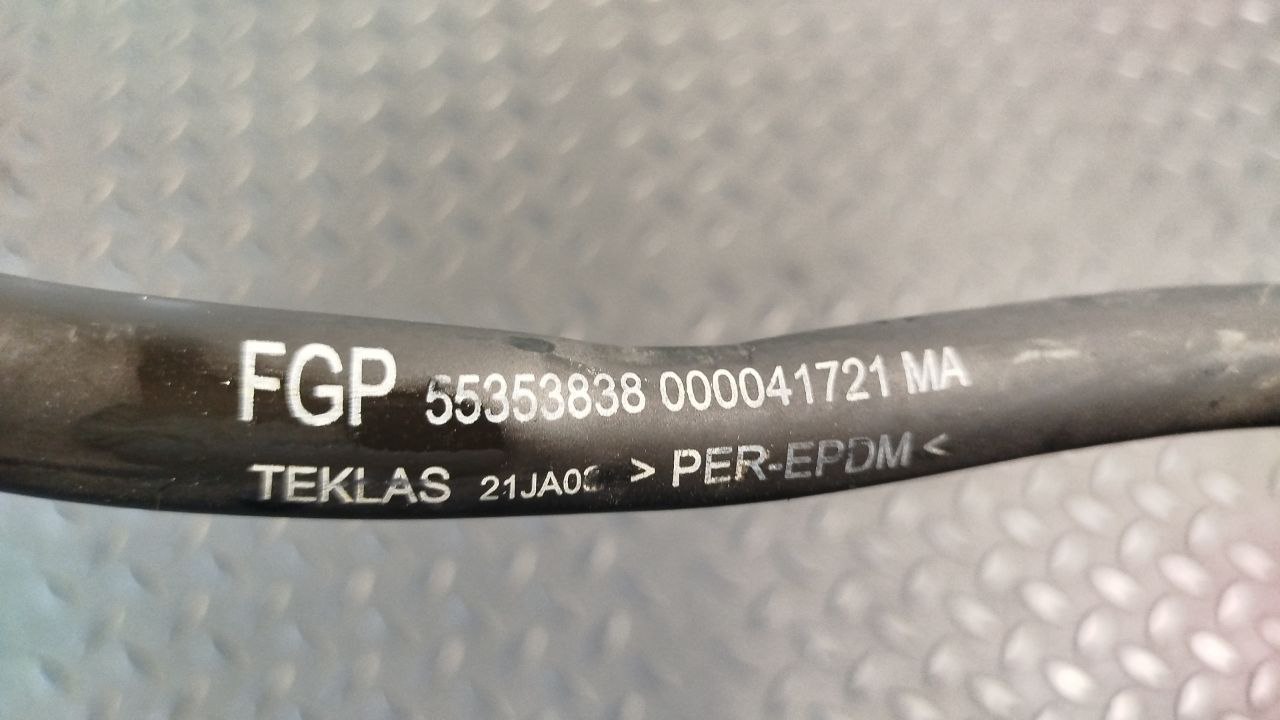 FGP 55353838 000041721 MA
TEKLAS > PER-EPDM <